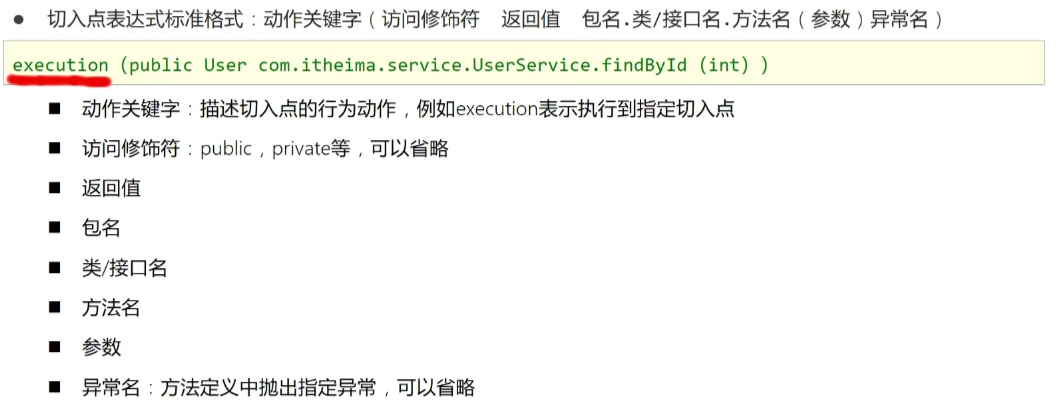 ● 切入点表达式标准格式：动作关键字（访问修饰符 返回值 包名.类/接口名.方法名（参数）异常名）
execution (public User com.itheima.service.UserService.findById (int) )
■ 动作关键字：描述切入点的行为动作，例如execution表示执行到指定切入点
■ 访问修饰符：public，private等，可以省略
■ 返回值
■ 包名
■ 类/接口名
■ 方法名
■ 参数
■ 异常名：方法定义中抛出指定异常，可以省略